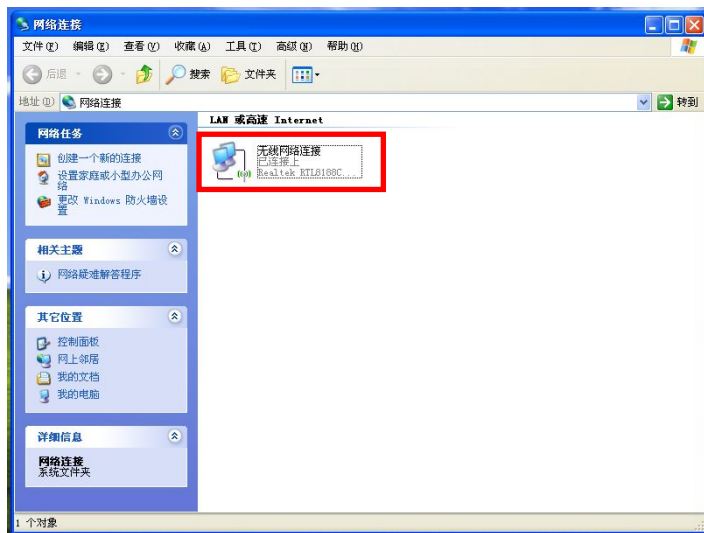 网络连接
文件(F) 编辑(E) 查看(V) 收藏(A) 工具(T) 高级(N) 帮助(H)
后退 搜索 文件夹
地址(D) 网络连接 转到
网络任务
创建一个新的连接
设置家庭或小型办公网
络
更改 Windows 防火墙设
置
相关主题
网络疑难解答程序
其它位置
控制面板
网上邻居
我的文档
我的电脑
详细信息
网络连接
系统文件夹
LAN 或高速 Internet
无线网络连接
已连接上
Realtek RTL8188C...
1 个对象